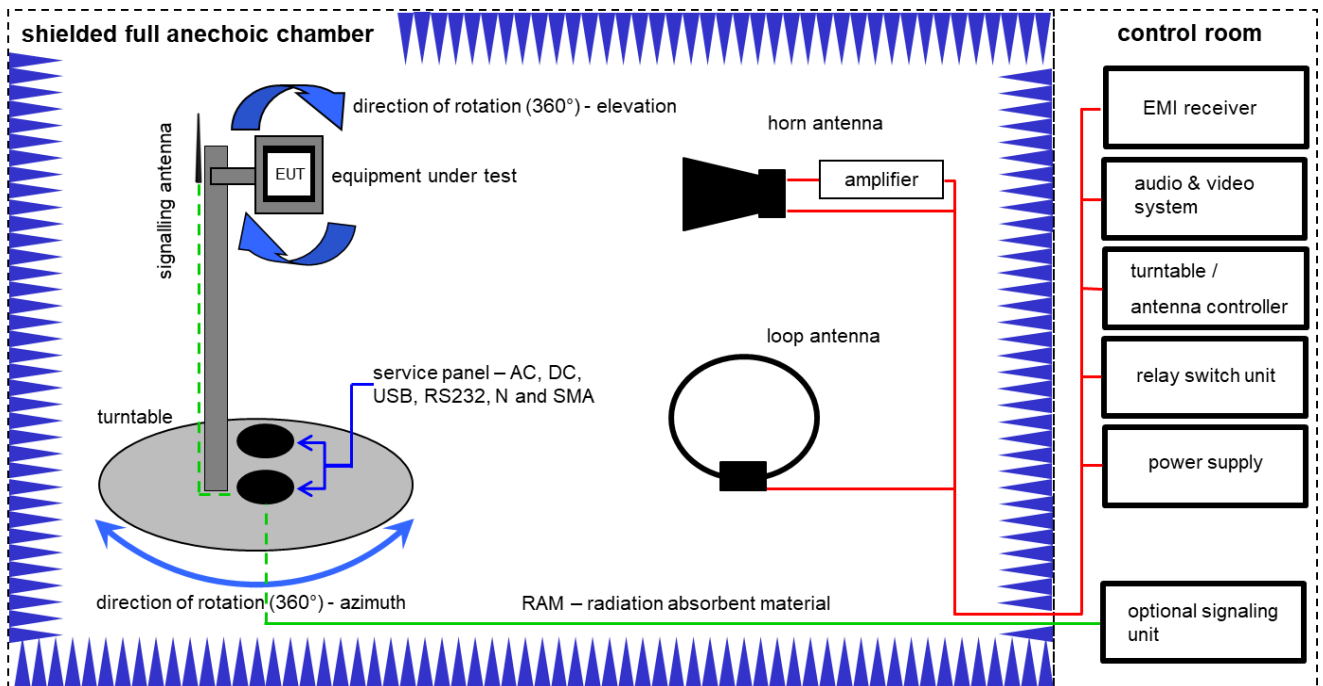 shielded full anechoic chamber
control room
direction of rotation (360°) - elevation
signalling antenna
EUT
equipment under test
horn antenna
amplifier
loop antenna
service panel – AC, DC,
USB, RS232, N and SMA
turntable
direction of rotation (360°) - azimuth
RAM – radiation absorbent material
EMI receiver
audio & video
system
turntable /
antenna controller
relay switch unit
power supply
optional signaling
unit